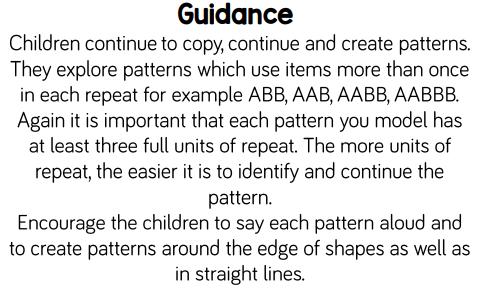 Guidance
Children continue to copy, continue and create patterns.
They explore patterns which use items more than once
in each repeat for example ABB, AAB, AABB, AABBB.
Again it is important that each pattern you model has
at least three full units of repeat. The more units of
repeat, the easier it is to identify and continue the
pattern.
Encourage the children to say each pattern aloud and
to create patterns around the edge of shapes as well as
in straight lines.